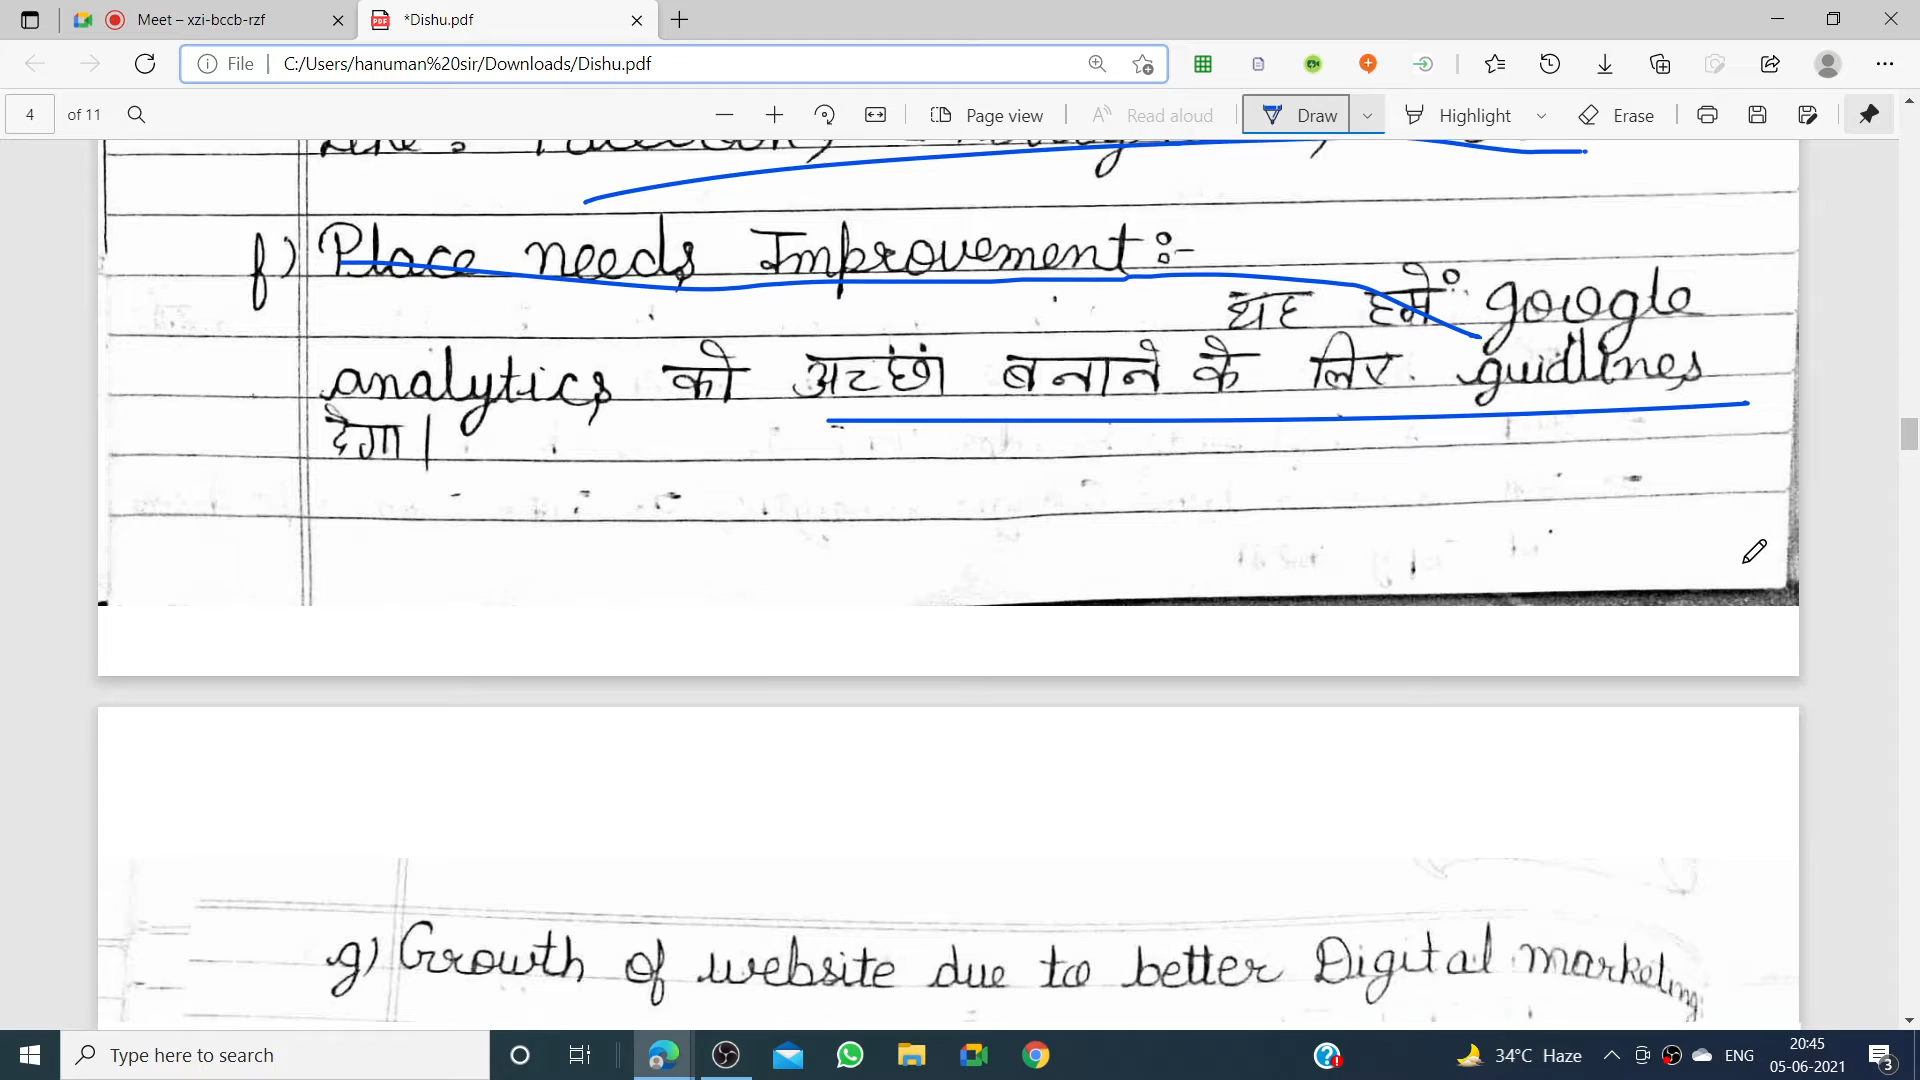 Meet – xzi-bccb-rzf
*Dishu.pdf
File
C:/Users/hanuman%20sir/Downloads/Dishu.pdf
4 of 11
Page view
Read aloud
Draw
Highlight
Erase
f) Place needs Improvement:-
यह हमें google
analytics को अच्छा बनाने के लिए guidlines
देगा।
g) Growth of website due to better Digital marketing
Type here to search
34°C Haze
ENG
20:45
05-06-2021
3